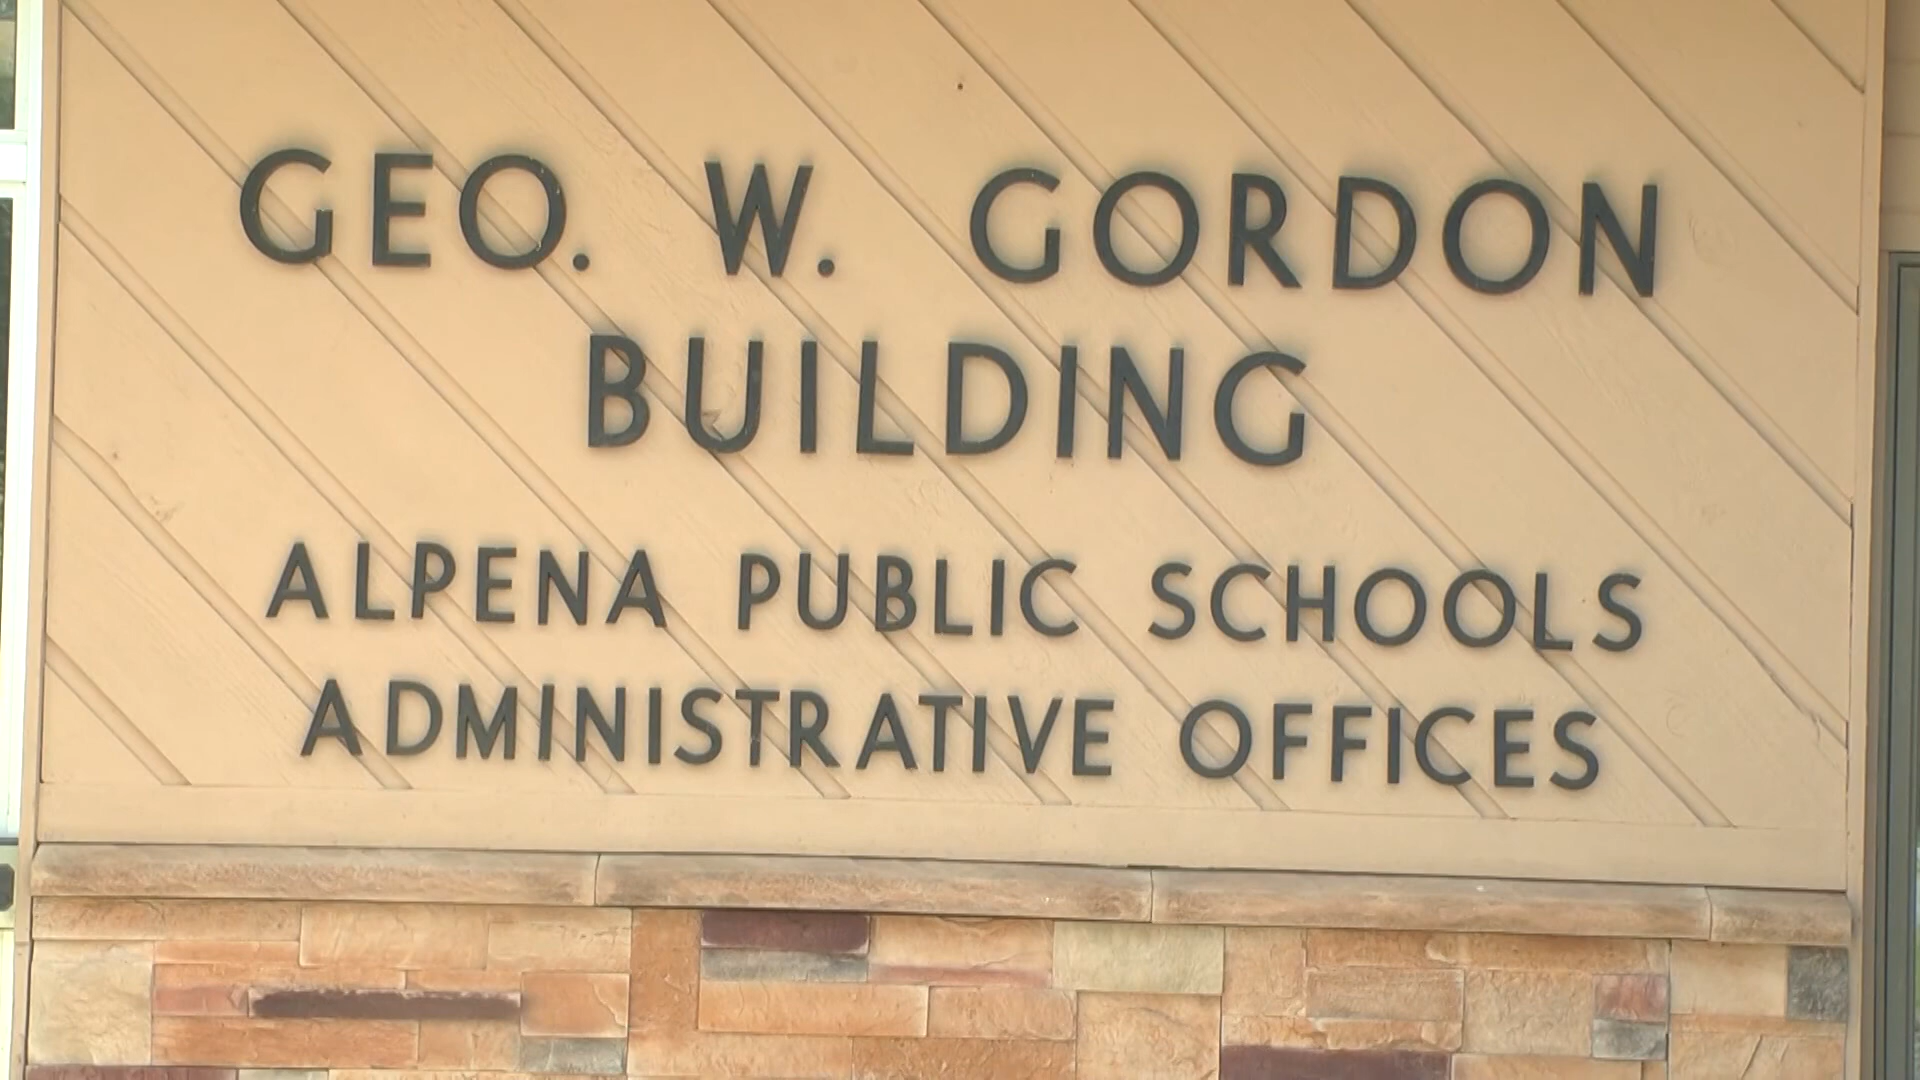 GEO. W. GORDON
BUILDING
ALPENA PUBLIC SCHOOLS
ADMINISTRATIVE OFFICES